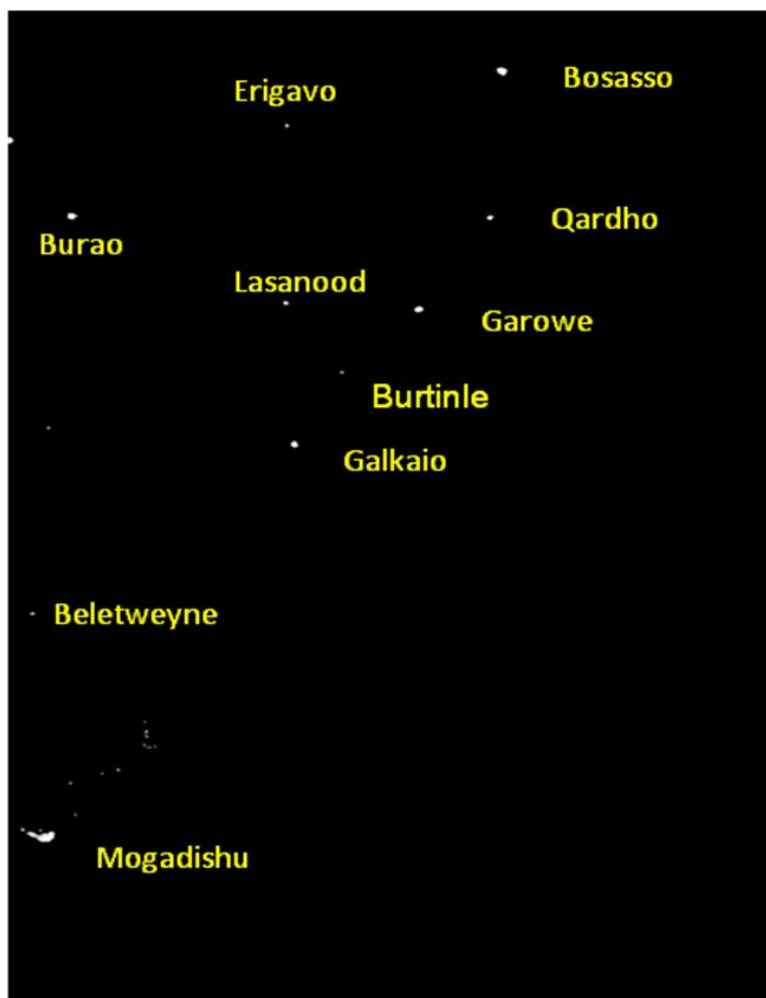 Bosasso
Erigavo
Qardho
Burao
Lasanood
Garowe
Burtinle
Galkaio
Beletweyne
Mogadishu